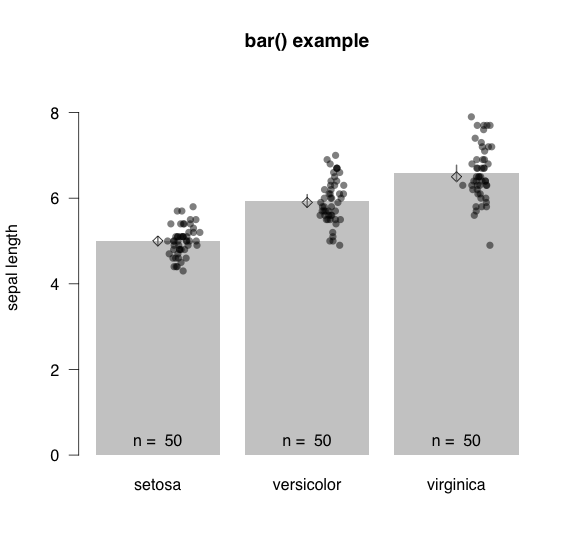 bar() example
sepal length
8
6
4
2
0
n = 50
n = 50
n = 50
setosa
versicolor
virginica